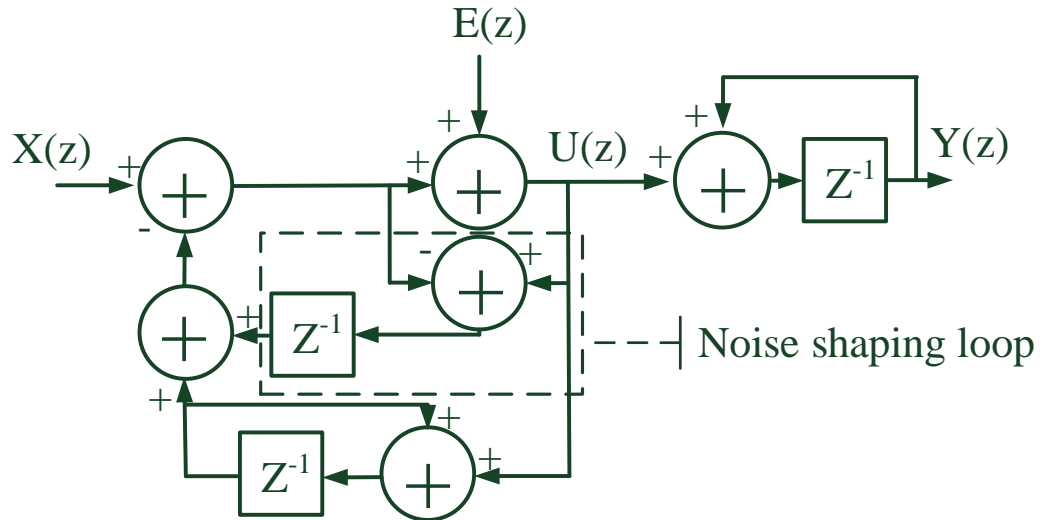 E(z)
X(z)
U(z)
Y(z)
+
+
+
+
+
+
+
+
Z⁻¹
-
-
+
+
+
+
Z⁻¹
Noise shaping loop
+
+
+
+
Z⁻¹
+